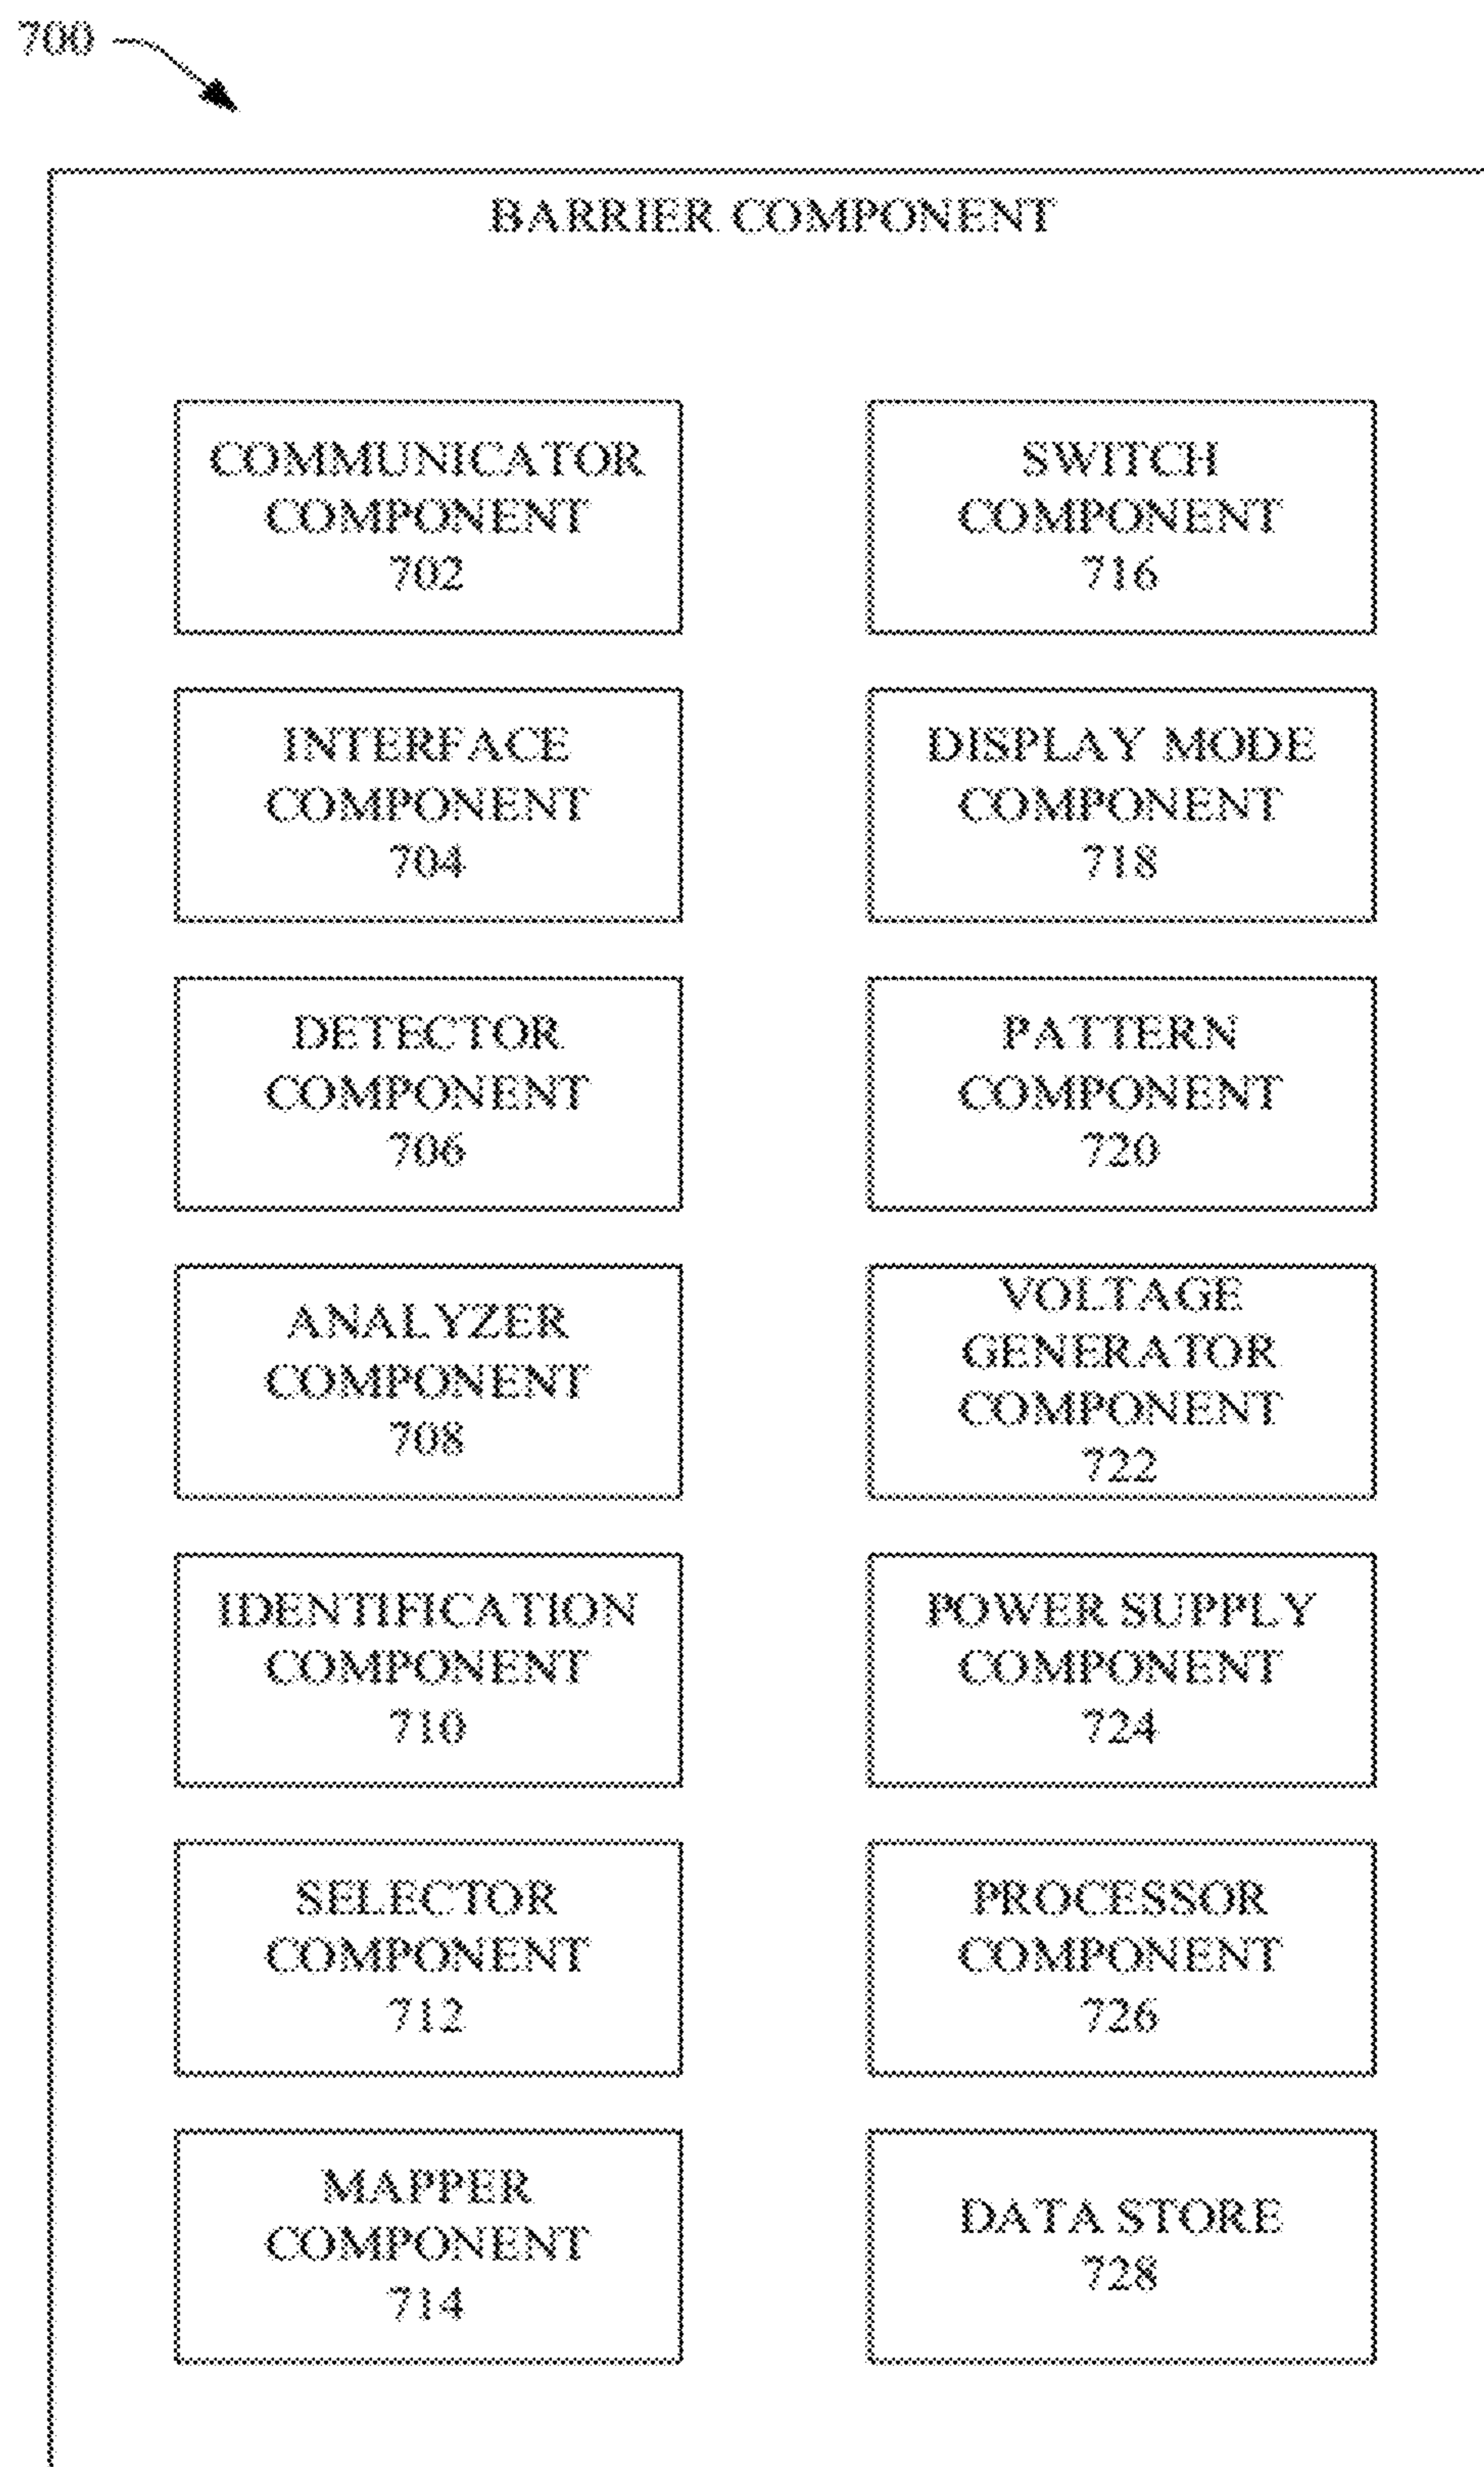 700
BARRIER COMPONENT
COMMUNICATOR
COMPONENT
702
INTERFACE
COMPONENT
704
DETECTOR
COMPONENT
706
ANALYZER
COMPONENT
708
IDENTIFICATION
COMPONENT
710
SELECTOR
COMPONENT
712
MAPPER
COMPONENT
714
SWITCH
COMPONENT
716
DISPLAY MODE
COMPONENT
718
PATTERN
COMPONENT
720
VOLTAGE
GENERATOR
COMPONENT
722
POWER SUPPLY
COMPONENT
724
PROCESSOR
COMPONENT
726
DATA STORE
728